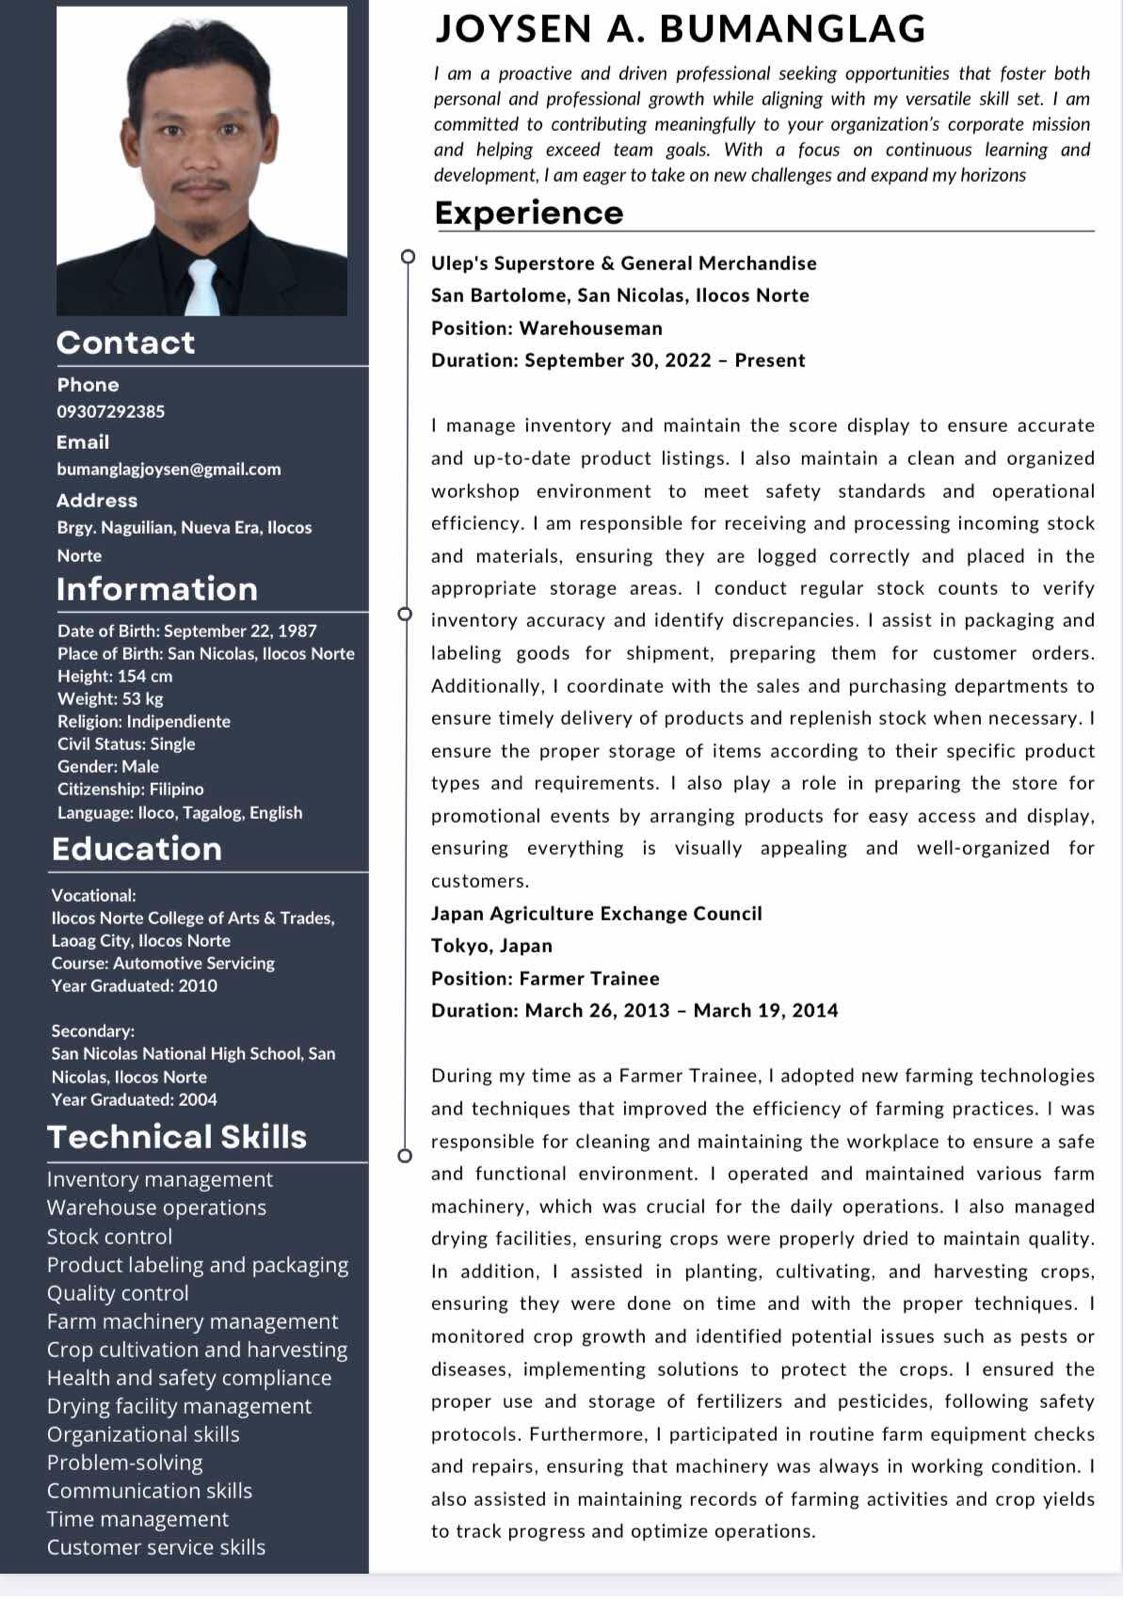 JOYSEN A. BUMANGLAG
I am a proactive and driven professional seeking opportunities that foster both
personal and professional growth while aligning with my versatile skill set. I am
committed to contributing meaningfully to your organization's corporate mission
and helping exceed team goals. With a focus on continuous learning and
development, I am eager to take on new challenges and expand my horizons
Contact
Phone
09307292385
Email
bumanglagjoysen@gmail.com
Address
Brgy. Naguilian, Nueva Era, Ilocos
Norte
Information
Date of Birth: September 22, 1987
Place of Birth: San Nicolas, Ilocos Norte
Height: 154 cm
Weight: 53 kg
Religion: Indipendiente
Civil Status: Single
Gender: Male
Citizenship: Filipino
Language: Iloco, Tagalog, English
Education
Vocational:
Ilocos Norte College of Arts & Trades,
Laoag City, Ilocos Norte
Course: Automotive Servicing
Year Graduated: 2010
Secondary:
San Nicolas National High School, San
Nicolas, Ilocos Norte
Year Graduated: 2004
Technical Skills
Inventory management
Warehouse operations
Stock control
Product labeling and packaging
Quality control
Farm machinery management
Crop cultivation and harvesting
Health and safety compliance
Drying facility management
Organizational skills
Problem-solving
Communication skills
Time management
Customer service skills
Experience
Ulep's Superstore & General Merchandise
San Bartolome, San Nicolas, Ilocos Norte
Position: Warehouseman
Duration: September 30, 2022 – Present
I manage inventory and maintain the score display to ensure accurate
and up-to-date product listings. I also maintain a clean and organized
workshop environment to meet safety standards and operational
efficiency. I am responsible for receiving and processing incoming stock
and materials, ensuring they are logged correctly and placed in the
appropriate storage areas. I conduct regular stock counts to verify
inventory accuracy and identify discrepancies. I assist in packaging and
labeling goods for shipment, preparing them for customer orders.
Additionally, I coordinate with the sales and purchasing departments to
ensure timely delivery of products and replenish stock when necessary. I
ensure the proper storage of items according to their specific product
types and requirements. I also play a role in preparing the store for
promotional events by arranging products for easy access and display,
ensuring everything is visually appealing and well-organized for
customers.
Japan Agriculture Exchange Council
Tokyo, Japan
Position: Farmer Trainee
Duration: March 26, 2013 – March 19, 2014
During my time as a Farmer Trainee, I adopted new farming technologies
and techniques that improved the efficiency of farming practices. I was
responsible for cleaning and maintaining the workplace to ensure a safe
and functional environment. I operated and maintained various farm
machinery, which was crucial for the daily operations. I also managed
drying facilities, ensuring crops were properly dried to maintain quality.
In addition, I assisted in planting, cultivating, and harvesting crops,
ensuring they were done on time and with the proper techniques. I
monitored crop growth and identified potential issues such as pests or
diseases, implementing solutions to protect the crops. I ensured the
proper use and storage of fertilizers and pesticides, following safety
protocols. Furthermore, I participated in routine farm equipment checks
and repairs, ensuring that machinery was always in working condition. I
also assisted in maintaining records of farming activities and crop yields
to track progress and optimize operations.